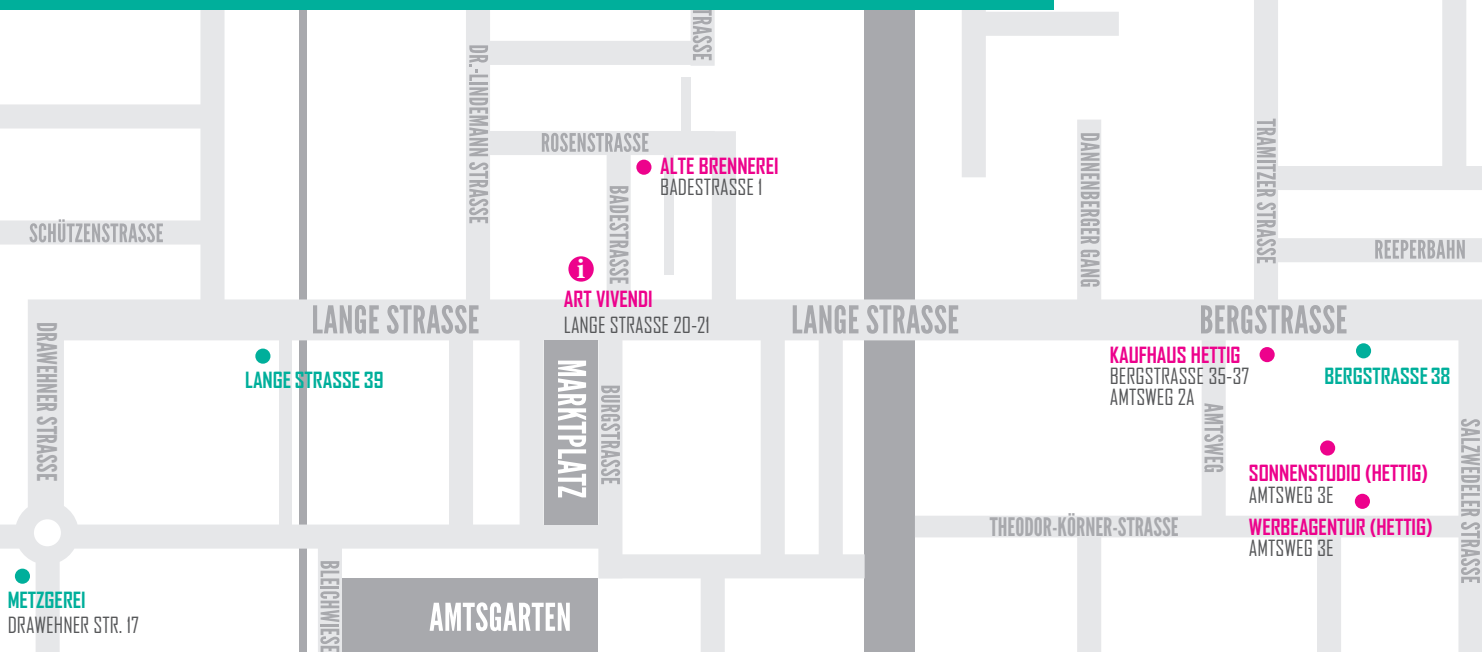 TRASSE
DR.-LINDEMANN STRASSE
ROSENSTRASSE
ALTE BRENNEREI
BADESTRASSE 1
BADESTRASSE
DANNENBERGER GANG
TRAMITZER STRASSE
SCHÜTZENSTRASSE
REEPERBAHN
i
ART VIVENDI
LANGE STRASSE 20-21
LANGE STRASSE
LANGE STRASSE
BERGSTRASSE
DRAWEHNER STRASSE
LANGE STRASSE 39
MARKTPLATZ
BURGSTRASSE
KAUFHAUS HETTIG
BERGSTRASSE 35-37
AMTSWEG 2A
BERGSTRASSE 38
AMTSWEG
SALZWEDELER STRASSE
SONNENSTUDIO (HETTIG)
AMTSWEG 3E
THEODOR-KÖRNER-STRASSE
WERBEAGENTUR (HETTIG)
AMTSWEG 3E
METZGEREI
DRAWEHNER STR. 17
BLEICHWIESE
AMTSGARTEN